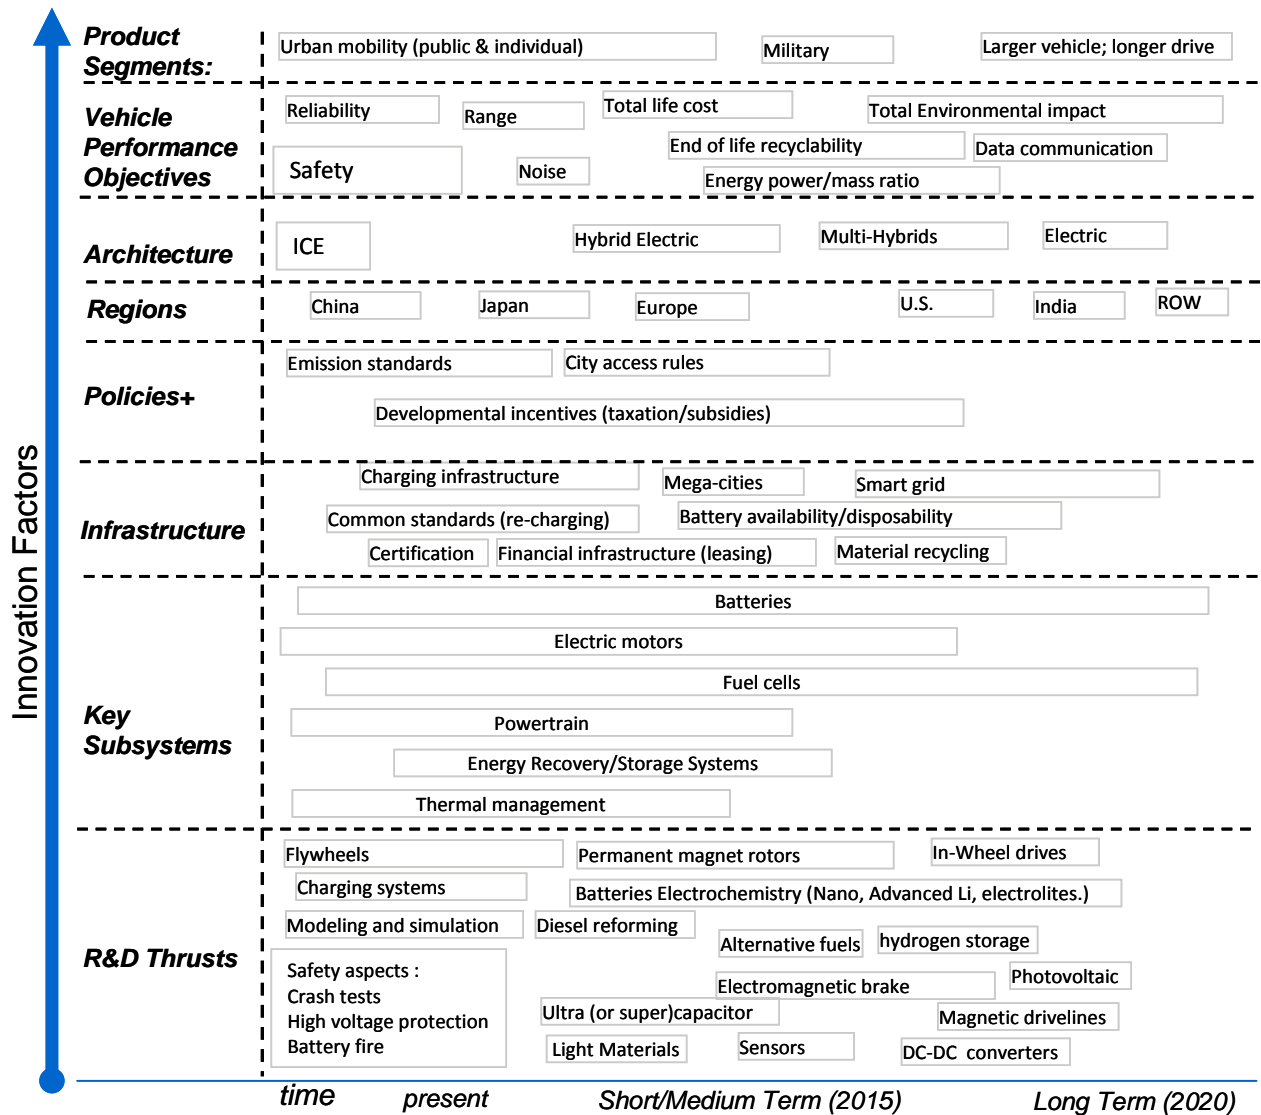 Innovation Factors
Product
Segments:
Urban mobility (public & individual)
Military
Larger vehicle; longer drive
Vehicle
Performance
Objectives
Reliability
Range
Total life cost
Total Environmental impact
End of life recyclability
Data communication
Safety
Noise
Energy power/mass ratio
Architecture
ICE
Hybrid Electric
Multi-Hybrids
Electric
Regions
China
Japan
Europe
U.S.
India
ROW
Policies+
Emission standards
City access rules
Developmental incentives (taxation/subsidies)
Infrastructure
Charging infrastructure
Mega-cities
Smart grid
Common standards (re-charging)
Battery availability/disposability
Certification
Financial infrastructure (leasing)
Material recycling
Key
Subsystems
Batteries
Electric motors
Fuel cells
Powertrain
Energy Recovery/Storage Systems
Thermal management
R&D Thrusts
Flywheels
Permanent magnet rotors
In-Wheel drives
Charging systems
Batteries Electrochemistry (Nano, Advanced Li, electrolites.)
Modeling and simulation
Diesel reforming
Alternative fuels
hydrogen storage
Safety aspects :
Crash tests
High voltage protection
Battery fire
Photovoltaic
Electromagnetic brake
Ultra (or super)capacitor
Magnetic drivelines
Light Materials
Sensors
DC-DC  converters
time
present
Short/Medium Term (2015)
Long Term (2020)